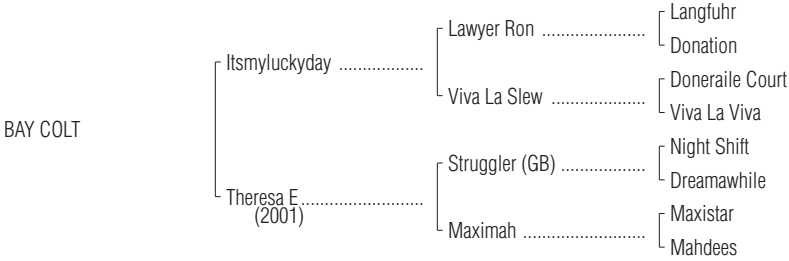 Langfuhr
Lawyer Ron ......................
Donation
Itsmyluckyday ..................
Doneraile Court
Viva La Slew ....................
Viva La Viva
BAY COLT
Night Shift
Struggler (GB) ..................
Dreamawhile
Theresa E..........................
(2001)
Maxistar
Maximah ..........................
Mahdees